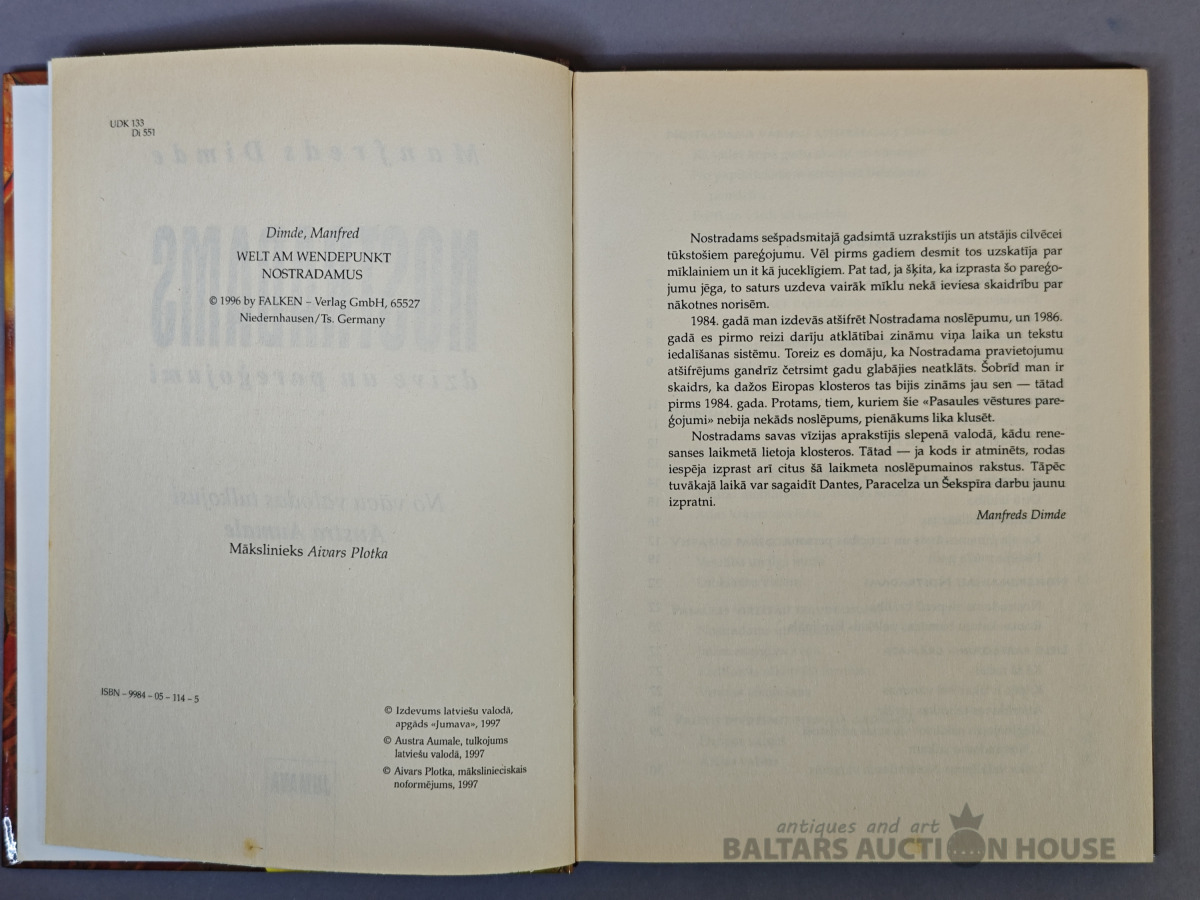 UDK 133
Di 551
Dimde, Manfred
WELT AM WENDEPUNKT
NOSTRADAMUS
© 1996 by FALKEN – Verlag GmbH, 65527
Niedernhausen/Ts. Germany
Mākslinieks Aivars Plotka
ISBN – 9984 – 05 – 114 – 5
© Izdevums latviešu valodā,
apgāds «Jumava», 1997
© Austra Aumale, tulkojums
latviešu valodā, 1997
© Aivars Plotka, mākslinieciskais
noformējums, 1997
Nostradams sešpadsmitajā gadsimtā uzrakstījis un atstājis cilvēcei
tūkstošiem pareģojumu. Vēl pirms gadiem desmit tos uzskatīja par
mīklainiem un it kā juceklīgiem. Pat tad, ja šķita, ka izprasta šo pareģo-
jumu jēga, to saturs uzdeva vairāk mīklu nekā ieviesa skaidrību par
nākotnes norisēm.
1984. gadā man izdevās atšifrēt Nostradama noslēpumu, un 1986.
gadā es pirmo reizi darīju atklātībai zināmu viņa laika un tekstu
iedalīšanas sistēmu. Toreiz es domāju, ka Nostradama pravietojumu
atšifrējums gandrīz četrsimt gadu glabājies neatklāts. Šobrīd man ir
skaidrs, ka dažos Eiropas klosteros tas bijis zināms jau sen — tātad
pirms 1984. gada. Protams, tiem, kuriem šie «Pasaules vēstures pare-
ģojumi» nebija nekāds noslēpums, pienākums lika klusēt.
Nostradams savas vīzijas aprakstījis slepenā valodā, kādu rene-
sanses laikmetā lietoja klosteros. Tātad — ja kods ir atminēts, rodas
iespēja izprast arī citus šā laikmeta noslēpumainos rakstus. Tāpēc
tuvākajā laikā var sagaidīt Dantes, Paracelza un Šekspīra darbu jaunu
izpratni.
Manfreds Dimde
antiques and art
BALTARS AUCTION HOUSE